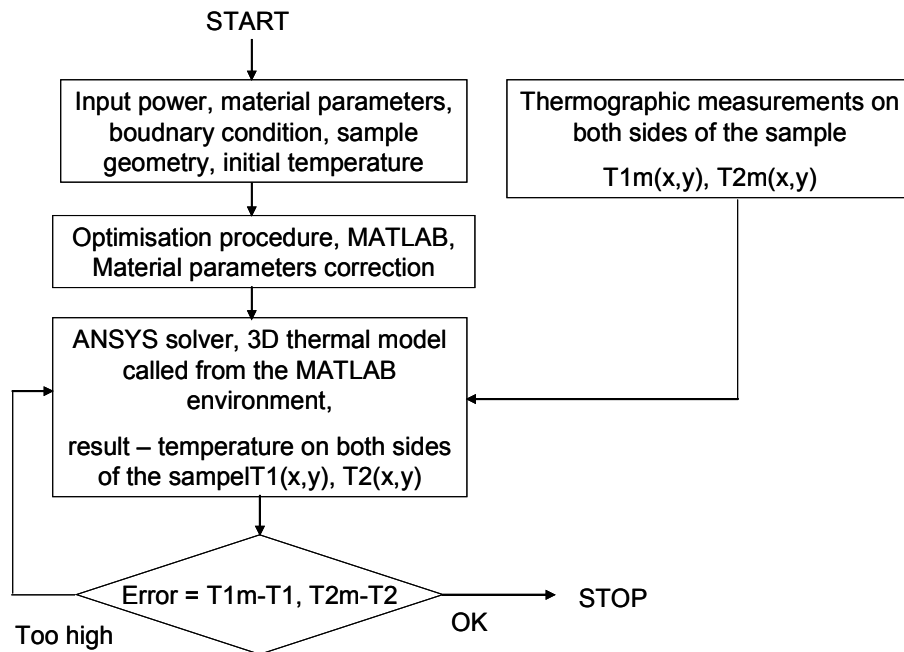 START
Input power, material parameters,
boudnary condition, sample
geometry, initial temperature
Thermographic measurements on
both sides of the sample
T1m(x,y), T2m(x,y)
Optimisation procedure, MATLAB,
Material parameters correction
ANSYS solver, 3D thermal model
called from the MATLAB
environment,
result – temperature on both sides
of the sampelT1(x,y), T2(x,y)
Error = T1m-T1, T2m-T2
STOP
OK
Too high